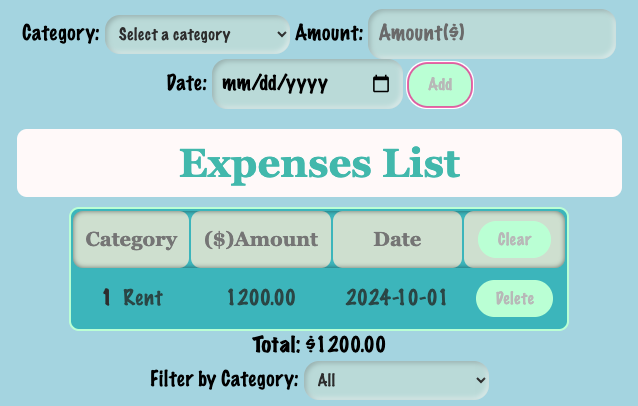 Category: Select a category Amount: Amount($)
Date: mm/dd/yyyy Add
Expenses List
Category ($)Amount Date Clear
1 Rent 1200.00 2024-10-01 Delete
Total: $1200.00
Filter by Category: All